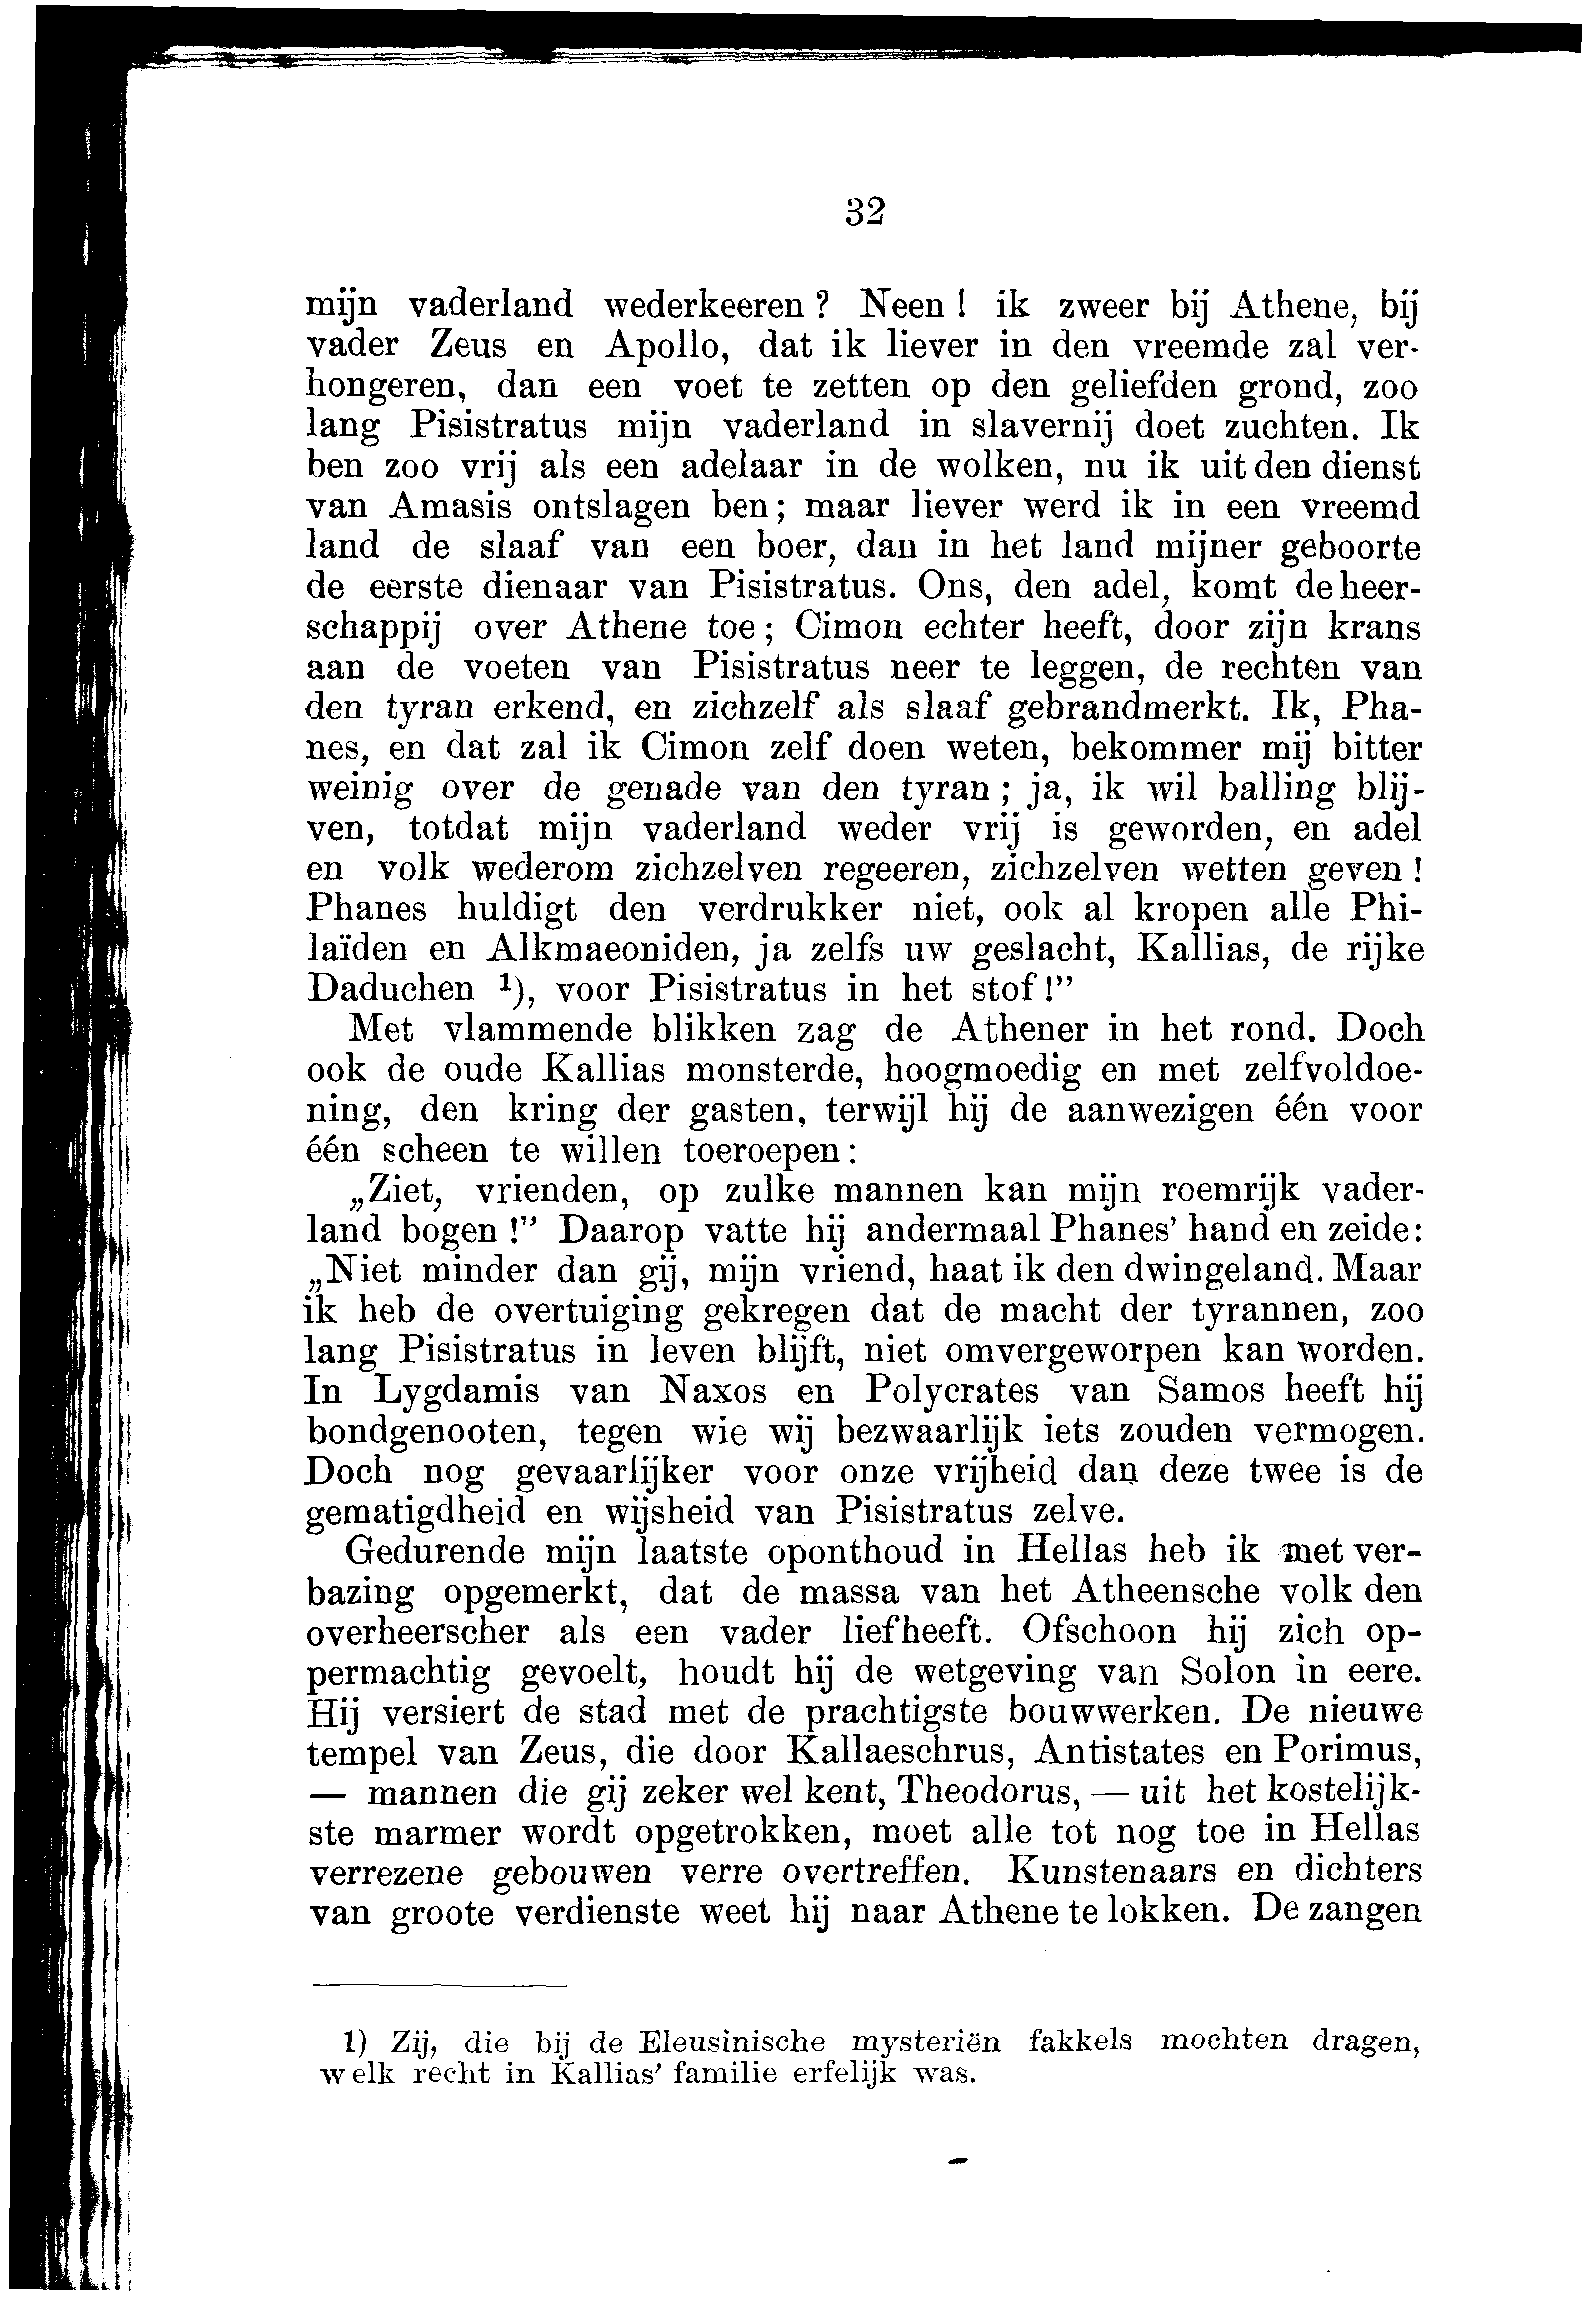 32
mijn vaderland wederkeeren? Neen! ik zweer bij Athene, bij
vader Zeus en Apollo, dat ik liever in den vreemde zal ver-
hongeren, dan een voet te zetten op den geliefden grond, zoo
lang Pisistratus mijn vaderland in slavernij doet zuchten. Ik
ben zoo vrij als een adelaar in de wolken, nu ik uit den dienst
van Amasis ontslagen ben; maar liever werd ik in een vreemd
land de slaaf van een boer, dan in het land mijner geboorte
de eerste dienaar van Pisistratus. Ons, den adel, komt de heer-
schappij over Athene toe; Cimon echter heeft, door zijn krans
aan de voeten van Pisistratus neer te leggen, de rechten van
den tyran erkend, en zichzelf als slaaf gebrandmerkt. Ik, Pha-
nes, en dat zal ik Cimon zelf doen weten, bekommer mij bitter
weinig over de genade van den tyran; ja, ik wil balling blij-
ven, totdat mijn vaderland weder vrij is geworden, en adel
en volk wederom zichzelven regeeren, zichzelven wetten geven!
Phanes huldigt den verdrukker niet, ook al kropen alle Phi-
laïden en Alkmaeoniden, ja zelfs uw geslacht, Kallias, de rijke
Daduchen ¹), voor Pisistratus in het stof!”
Met vlammende blikken zag de Athener in het rond. Doch
ook de oude Kallias monsterde, hoogmoedig en met zelfvoldoe-
ning, den kring der gasten, terwijl hij de aanwezigen één voor
één scheen te willen toeroepen:
„Ziet, vrienden, op zulke mannen kan mijn roemrijk vader-
land bogen!” Daarop vatte hij andermaal Phanes’ hand en zeide:
„Niet minder dan gij, mijn vriend, haat ik den dwingeland. Maar
ik heb de overtuiging gekregen dat de macht der tyrannen, zoo
lang Pisistratus in leven blijft, niet omvergeworpen kan worden.
In Lygdamis van Naxos en Polycrates van Samos heeft hij
bondgenooten, tegen wie wij bezwaarlijk iets zouden vermogen.
Doch nog gevaarlijker voor onze vrijheid dan deze twee is de
gematigdheid en wijsheid van Pisistratus zelve.
Gedurende mijn laatste oponthoud in Hellas heb ik met ver-
bazing opgemerkt, dat de massa van het Atheensche volk den
overheerscher als een vader liefheeft. Ofschoon hij zich op-
permachtig gevoelt, houdt hij de wetgeving van Solon in eere.
Hij versiert de stad met de prachtigste bouwwerken. De nieuwe
tempel van Zeus, die door Kallaeschrus, Antistates en Porimus,
— mannen die gij zeker wel kent, Theodorus, — uit het kostelijk-
ste marmer wordt opgetrokken, moet alle tot nog toe in Hellas
verrezene gebouwen verre overtreffen. Kunstenaars en dichters
van groote verdienste weet hij naar Athene te lokken. De zangen
1) Zij, die bij de Eleusinische mysteriën fakkels mochten dragen,
welk recht in Kallias’ familie erfelijk was.